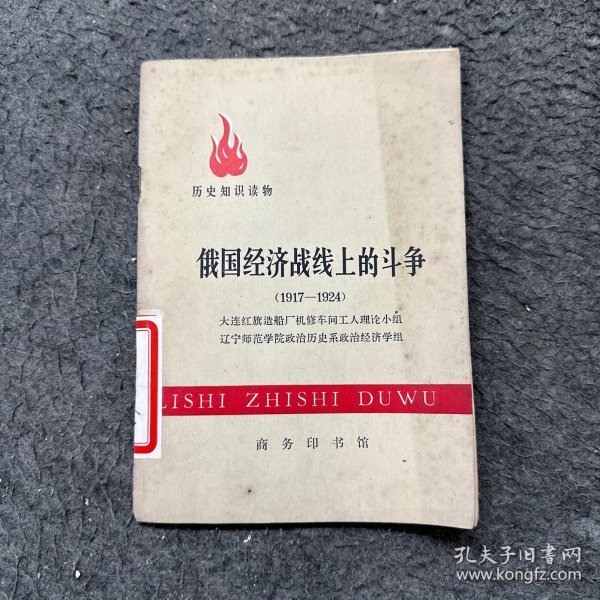 历史知识读物
俄国经济战线上的斗争
(1917—1924)
大连红旗造船厂机修车间工人理论小组
辽宁师范学院政治历史系政治经济学组
LISHI ZHISHI DUWU
商务印书馆
孔夫子旧书网
www.kongfz.com